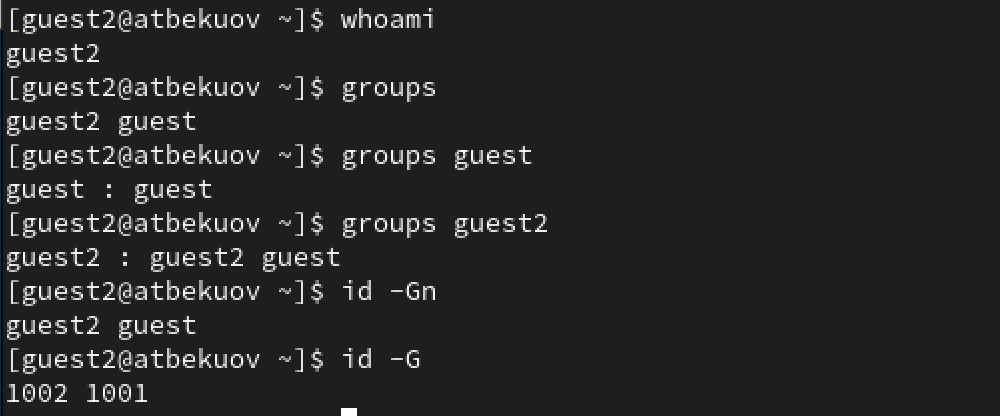 [guest2@atbekuov ~]$ whoami
guest2
[guest2@atbekuov ~]$ groups
guest2 guest
[guest2@atbekuov ~]$ groups guest
guest : guest
[guest2@atbekuov ~]$ groups guest2
guest2 : guest2 guest
[guest2@atbekuov ~]$ id -Gn
guest2 guest
[guest2@atbekuov ~]$ id -G
1002 1001